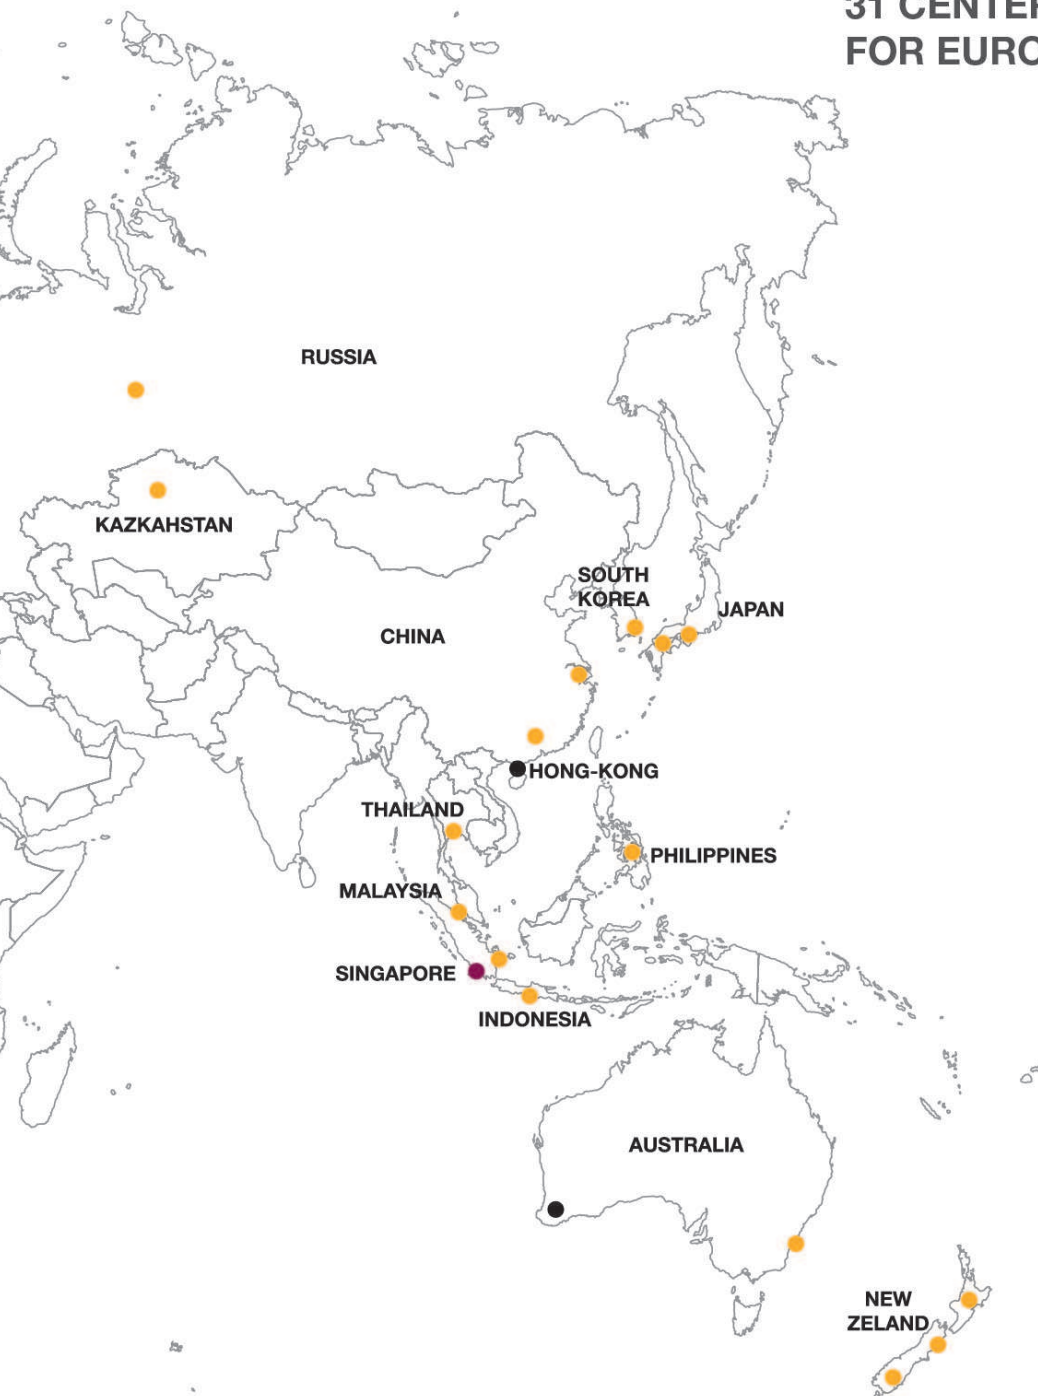 31 CENTER
FOR EURO
RUSSIA
KAZKAHSTAN
SOUTH
KOREA
JAPAN
CHINA
HONG-KONG
THAILAND
PHILIPPINES
MALAYSIA
SINGAPORE
INDONESIA
AUSTRALIA
NEW
ZELAND